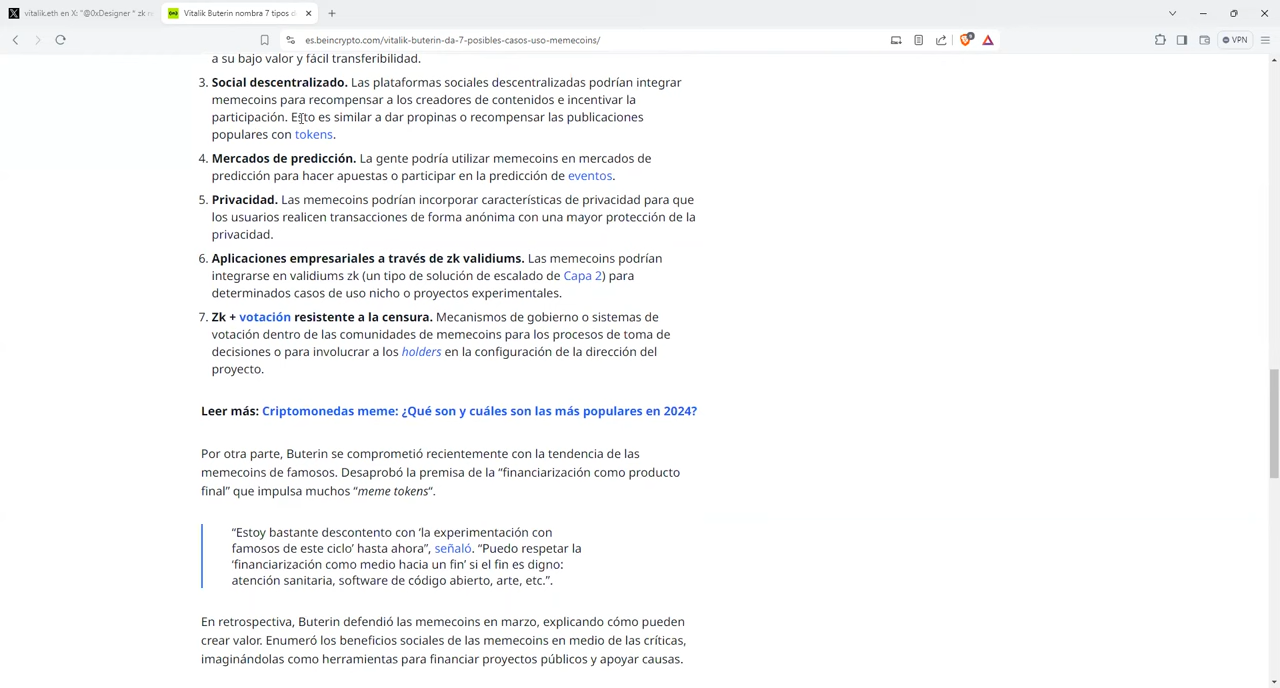 vitalik.eth en X: "@0xDesigner * zk n
Vitalik Buterin nombra 7 tipos d
es.beincrypto.com/vitalik-buterin-da-7-posibles-casos-uso-memecoins/
VPN
a su bajo valor y fácil transferibilidad.
3. Social descentralizado. Las plataformas sociales descentralizadas podrían integrar
memecoins para recompensar a los creadores de contenidos e incentivar la
participación. Esto es similar a dar propinas o recompensar las publicaciones
populares con tokens.
4. Mercados de predicción. La gente podría utilizar memecoins en mercados de
predicción para hacer apuestas o participar en la predicción de eventos.
5. Privacidad. Las memecoins podrían incorporar características de privacidad para que
los usuarios realicen transacciones de forma anónima con una mayor protección de la
privacidad.
6. Aplicaciones empresariales a través de zk validiums. Las memecoins podrían
integrarse en validiums zk (un tipo de solución de escalado de Capa 2) para
determinados casos de uso nicho o proyectos experimentales.
7. Zk + votación resistente a la censura. Mecanismos de gobierno o sistemas de
votación dentro de las comunidades de memecoins para los procesos de toma de
decisiones o para involucrar a los holders en la configuración de la dirección del
proyecto.
Leer más: Criptomonedas meme: ¿Qué son y cuáles son las más populares en 2024?
Por otra parte, Buterin se comprometió recientemente con la tendencia de las
memecoins de famosos. Desaprobó la premisa de la “financiarización como producto
final” que impulsa muchos “meme tokens“.
“Estoy bastante descontento con ‘la experimentación con
famosos de este ciclo’ hasta ahora”, señaló. “Puedo respetar la
‘financiarización como medio hacia un fin’ si el fin es digno:
atención sanitaria, software de código abierto, arte, etc.”.
En retrospectiva, Buterin defendió las memecoins en marzo, explicando cómo pueden
crear valor. Enumeró los beneficios sociales de las memecoins en medio de las críticas,
imaginándolas como herramientas para financiar proyectos públicos y apoyar causas.